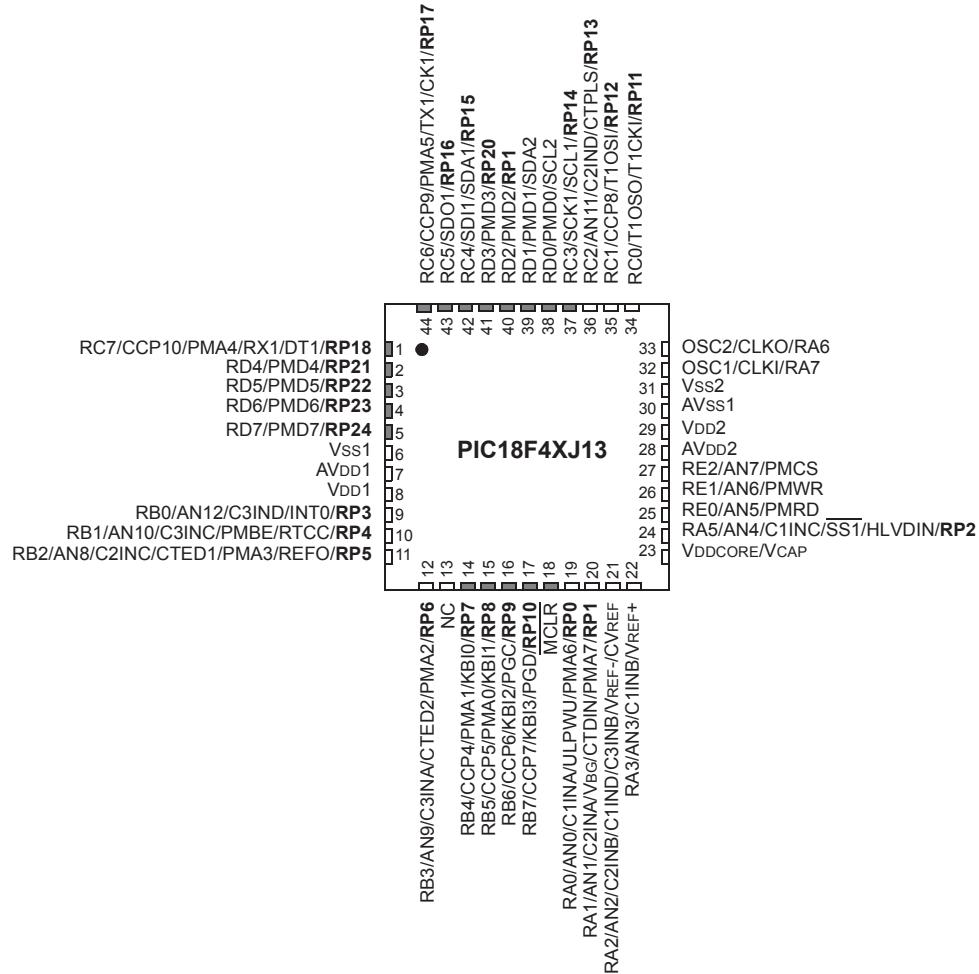 RC6/CCP9/PMA5/TX1/CK1/RP17
RC5/SDO1/RP16
RC4/SDI1/SDA1/RP15
RD3/PMD3/RP20
RD2/PMD2/RP1
RD1/PMD1/SDA2
RD0/PMD0/SCL2
RC3/SCK1/SCL1/RP14
RC2/AN11/C2IND/CTPLS/RP13
RC1/CCP8/T1OSI/RP12
RC0/T1OSO/T1CKI/RP11
44
43
42
41
40
39
38
37
36
35
34
RC7/CCP10/PMA4/RX1/DT1/RP18 1
RD4/PMD4/RP21 2
RD5/PMD5/RP22 3
RD6/PMD6/RP23 4
RD7/PMD7/RP24 5
VSS1 6
AVDD1 7
VDD1 8
RB0/AN12/C3IND/INT0/RP3 9
RB1/AN10/C3INC/PMBE/RTCC/RP4 10
RB2/AN8/C2INC/CTED1/PMA3/REFO/RP5 11
PIC18F4XJ13
33 OSC2/CLKO/RA6
32 OSC1/CLKI/RA7
31 VSS2
30 AVSS1
29 VDD2
28 AVDD2
27 RE2/AN7/PMCS
26 RE1/AN6/PMWR
25 RE0/AN5/PMRD
24 RA5/AN4/C1INC/SS1/HLVDIN/RP2
23 VDDCORE/VCAP
12
13
14
15
16
17
18
19
20
21
22
RB3/AN9/C3INA/CTED2/PMA2/RP6
NC
RB4/CCP4/PMA1/KBI0/RP7
RB5/CCP5/PMA0/KBI1/RP8
RB6/CCP6/KBI2/PGC/RP9
RB7/CCP7/KBI3/PGD/RP10
MCLR
RA0/AN0/C1INA/ULPWU/PMA6/RP0
RA1/AN1/C2INA/VBG/CTDIN/PMA7/RP1
RA2/AN2/C2INB/C1IND/C3INB/VREF-/CVREF
RA3/AN3/C1INB/VREF+